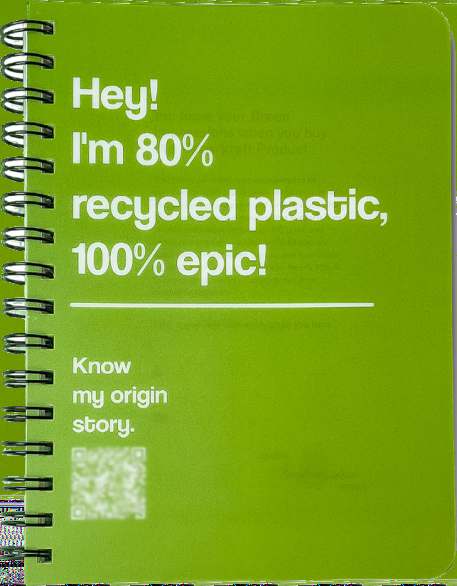 Hey!
I'm 80%
recycled plastic,
100% epic!
Know
my origin
story.